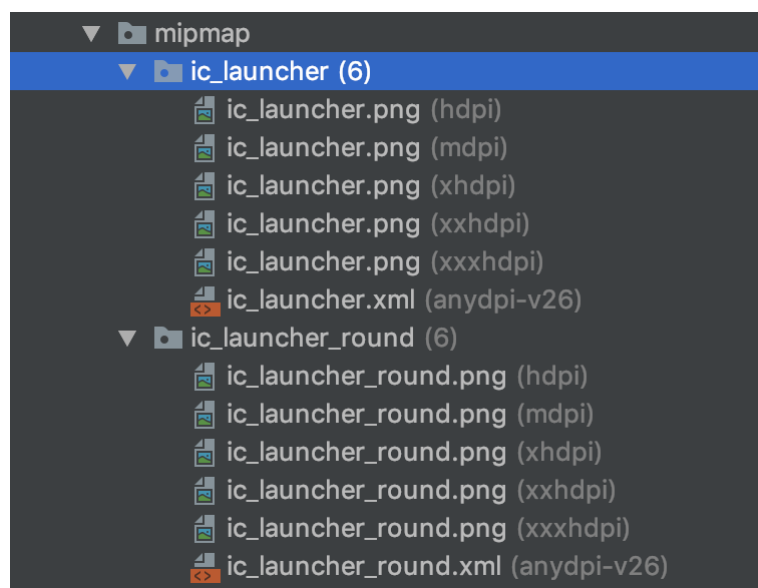 mipmap
ic_launcher (6)
ic_launcher.png (hdpi)
ic_launcher.png (mdpi)
ic_launcher.png (xhdpi)
ic_launcher.png (xxhdpi)
ic_launcher.png (xxxhdpi)
ic_launcher.xml (anydpi-v26)
ic_launcher_round (6)
ic_launcher_round.png (hdpi)
ic_launcher_round.png (mdpi)
ic_launcher_round.png (xhdpi)
ic_launcher_round.png (xxhdpi)
ic_launcher_round.png (xxxhdpi)
ic_launcher_round.xml (anydpi-v26)